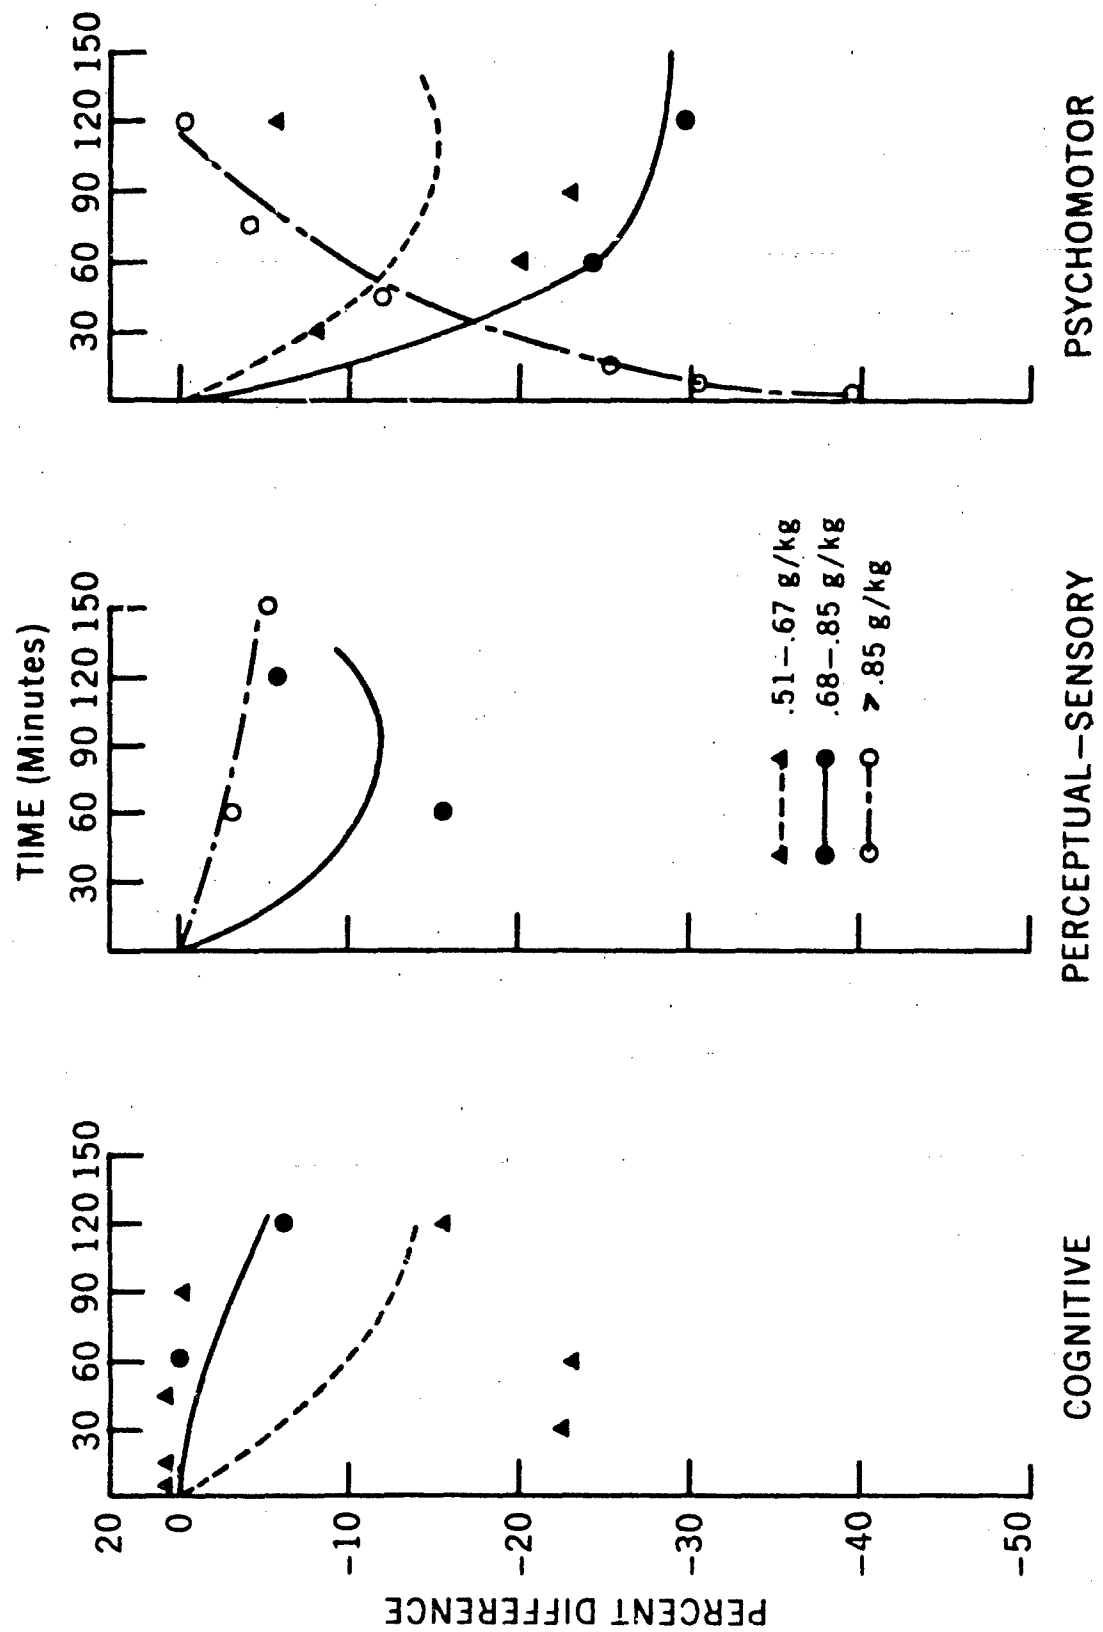 TIME (Minutes)
30 60 90 120 150
30 60 90 120 150
30 60 90 120 150
20
0
-10
-20
-30
-40
-50
PERCENT DIFFERENCE
.51—.67 g/kg
.68—.85 g/kg
>.85 g/kg
COGNITIVE
PERCEPTUAL—SENSORY
PSYCHOMOTOR